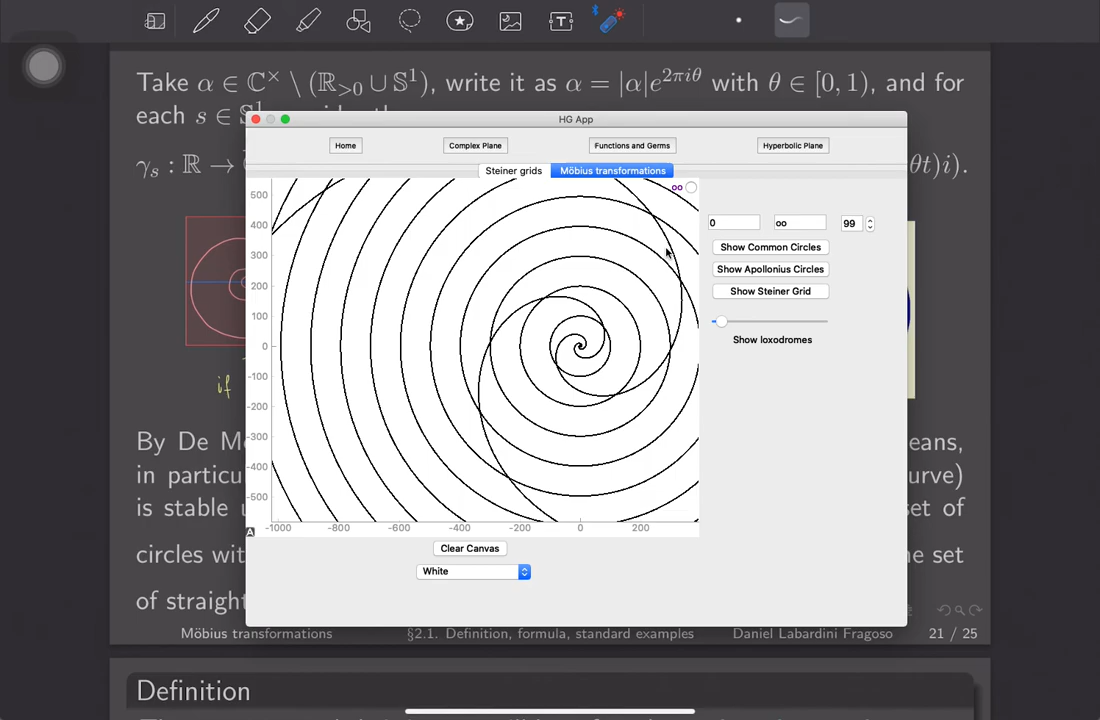 Take α ∈ ℂ× \ (ℝ>0 ∪ 𝕊¹), write it as α = |α|e^{2πiθ} with θ ∈ [0, 1), and for
each s ∈ 𝕊¹
HG App
Home Complex Plane Functions and Germs Hyperbolic Plane
γs : ℝ → θt)i).
Steiner grids Möbius transformations
oo
500
400
300
200
100
0
-100
-200
-300
-400
-500
-1000 -800 -600 -400 -200 0 200
0 oo 99
Show Common Circles
Show Apollonius Circles
Show Steiner Grid
Show loxodromes
A
Clear Canvas
White
if
By De M eans,
in particu urve)
is stable set of
circles wit e set
of straight
Möbius transformations §2.1. Definition, formula, standard examples Daniel Labardini Fragoso 21 / 25
Definition